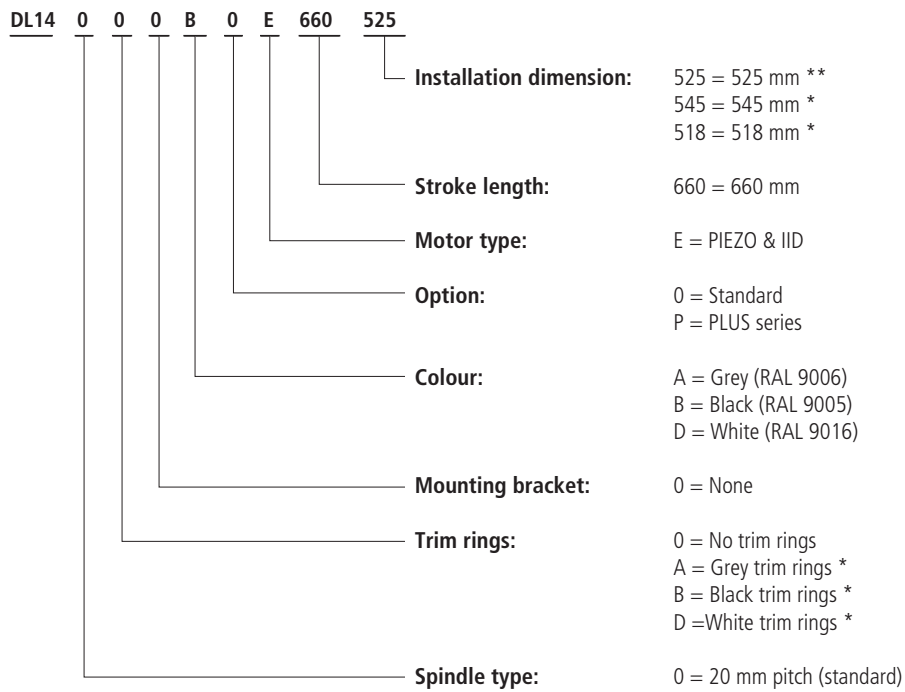 DL14 0 0 0 B 0 E 660 525
Installation dimension: 525 = 525 mm **
545 = 545 mm *
518 = 518 mm *
Stroke length: 660 = 660 mm
Motor type: E = PIEZO & IID
Option: 0 = Standard
P = PLUS series
Colour: A = Grey (RAL 9006)
B = Black (RAL 9005)
D = White (RAL 9016)
Mounting bracket: 0 = None
Trim rings: 0 = No trim rings
A = Grey trim rings *
B = Black trim rings *
D =White trim rings *
Spindle type: 0 = 20 mm pitch (standard)